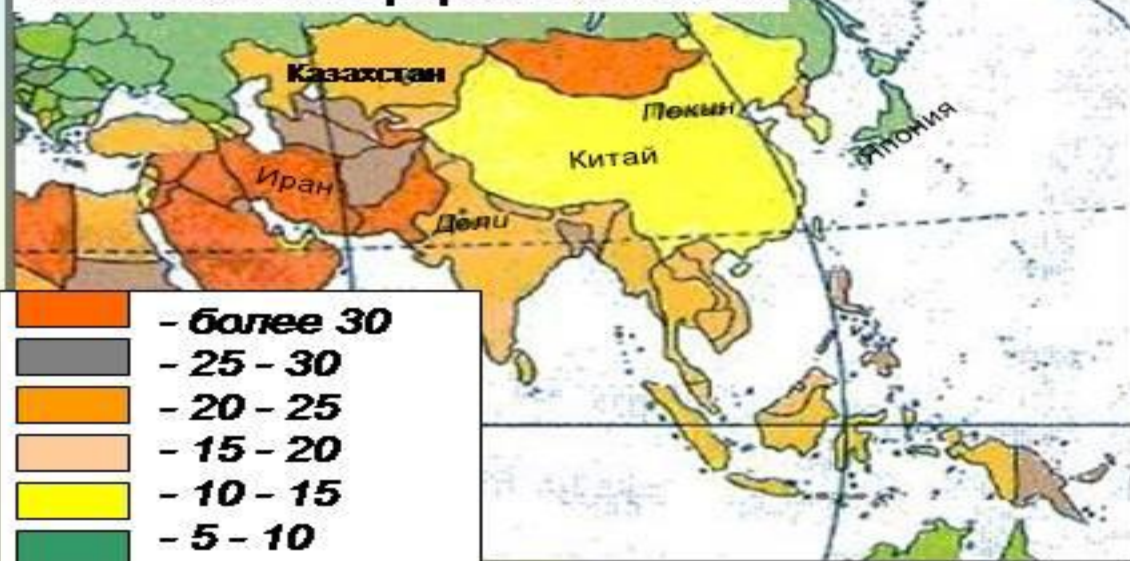 Казахстан
Пекин
Китай
Япония
Иран
Дели
- более 30
- 25 - 30
- 20 - 25
- 15 - 20
- 10 - 15
- 5 - 10